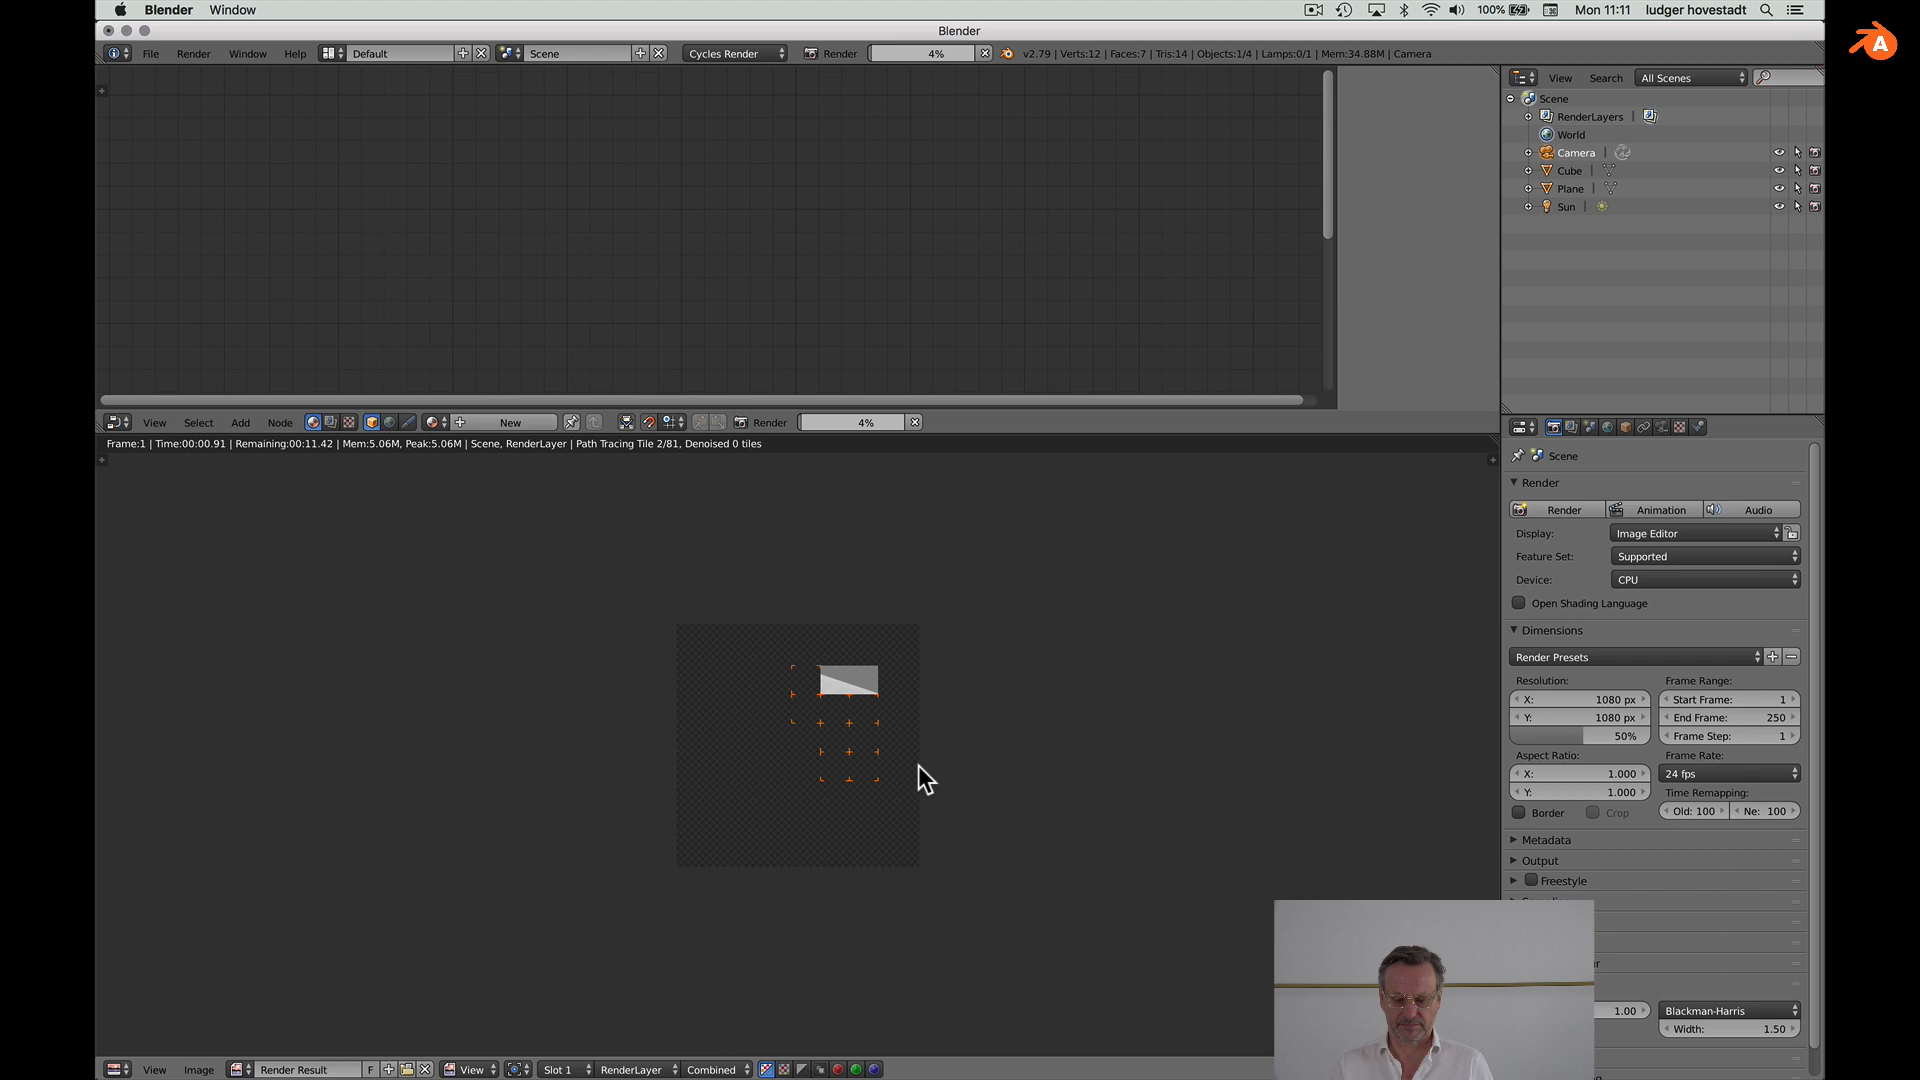 Blender Window 100% Mon 11:11 ludger hovestadt
Blender
File Render Window Help Default Scene Cycles Render Render 4% v2.79 | Verts:12 | Faces:7 | Tris:14 | Objects:1/4 | Lamps:0/1 | Mem:34.88M | Camera
A
View Search All Scenes
Scene
RenderLayers
World
Camera
Cube
Plane
Sun
View Select Add Node New Render 4%
Frame:1 | Time:00:00.91 | Remaining:00:11.42 | Mem:5.06M, Peak:5.06M | Scene, RenderLayer | Path Tracing Tile 2/81, Denoised 0 tiles
Scene
Render
Render Animation Audio
Display: Image Editor
Feature Set: Supported
Device: CPU
Open Shading Language
Dimensions
Render Presets
Resolution: Frame Range:
X: 1080 px Start Frame: 1
Y: 1080 px End Frame: 250
50% Frame Step: 1
Aspect Ratio: Frame Rate:
X: 1.000 24 fps
Y: 1.000 Time Remapping:
Border Crop Old: 100 Ne: 100
Metadata
Output
Freestyle
1.00 Blackman-Harris
Width: 1.50
View Image Render Result F View Slot 1 RenderLayer Combined